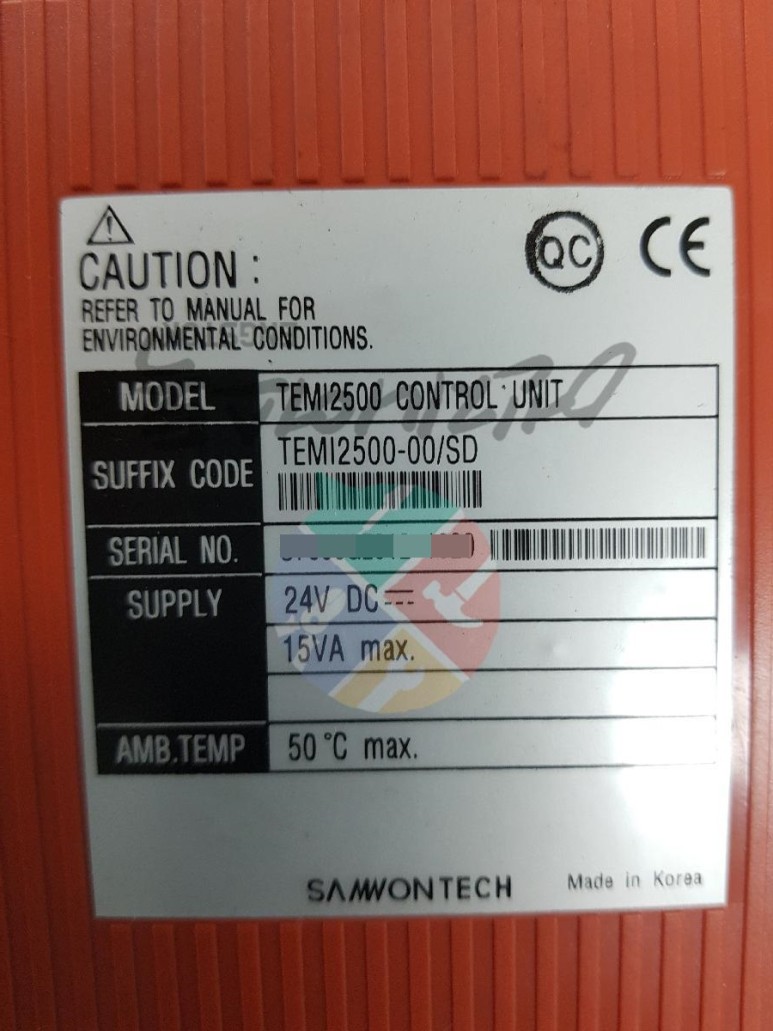 CAUTION :
QC
CE
REFER TO MANUAL FOR
ENVIRONMENTAL CONDITIONS.
MODEL TEMI2500 CONTROL UNIT
SUFFIX CODE TEMI2500-00/SD
SERIAL NO.
SUPPLY 24V DC
15VA max.
AMB.TEMP 50°C max.
SAMWONTECH
Made in Korea